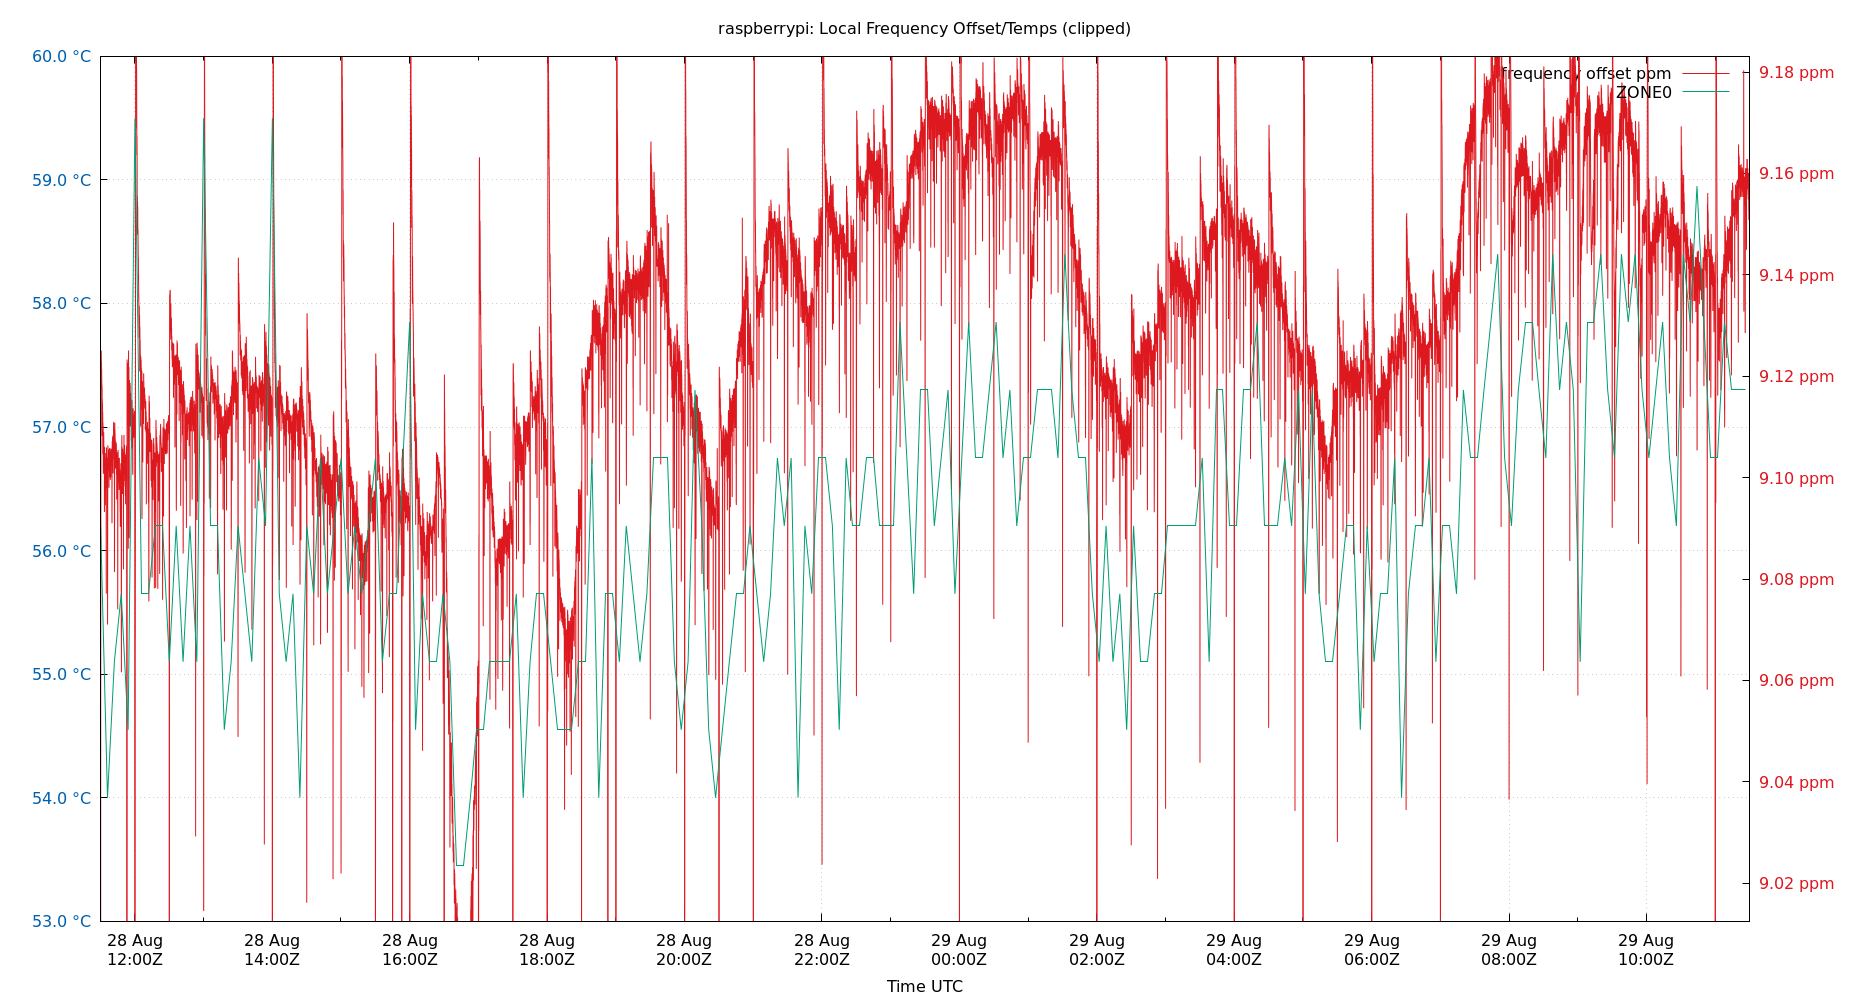 raspberrypi: Local Frequency Offset/Temps (clipped)
60.0 °C
59.0 °C
58.0 °C
57.0 °C
56.0 °C
55.0 °C
54.0 °C
53.0 °C
frequency offset ppm
ZONE0
9.18 ppm
9.16 ppm
9.14 ppm
9.12 ppm
9.10 ppm
9.08 ppm
9.06 ppm
9.04 ppm
9.02 ppm
28 Aug 28 Aug 28 Aug 28 Aug 28 Aug 28 Aug 29 Aug 29 Aug 29 Aug 29 Aug 29 Aug 29 Aug
12:00Z 14:00Z 16:00Z 18:00Z 20:00Z 22:00Z 00:00Z 02:00Z 04:00Z 06:00Z 08:00Z 10:00Z
Time UTC